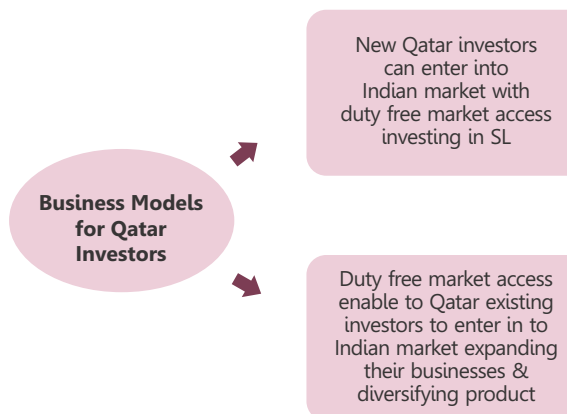 New Qatar investors
can enter into
Indian market with
duty free market access
investing in SL
Business Models
for Qatar
Investors
Duty free market access
enable to Qatar existing
investors to enter in to
Indian market expanding
their businesses &
diversifying product